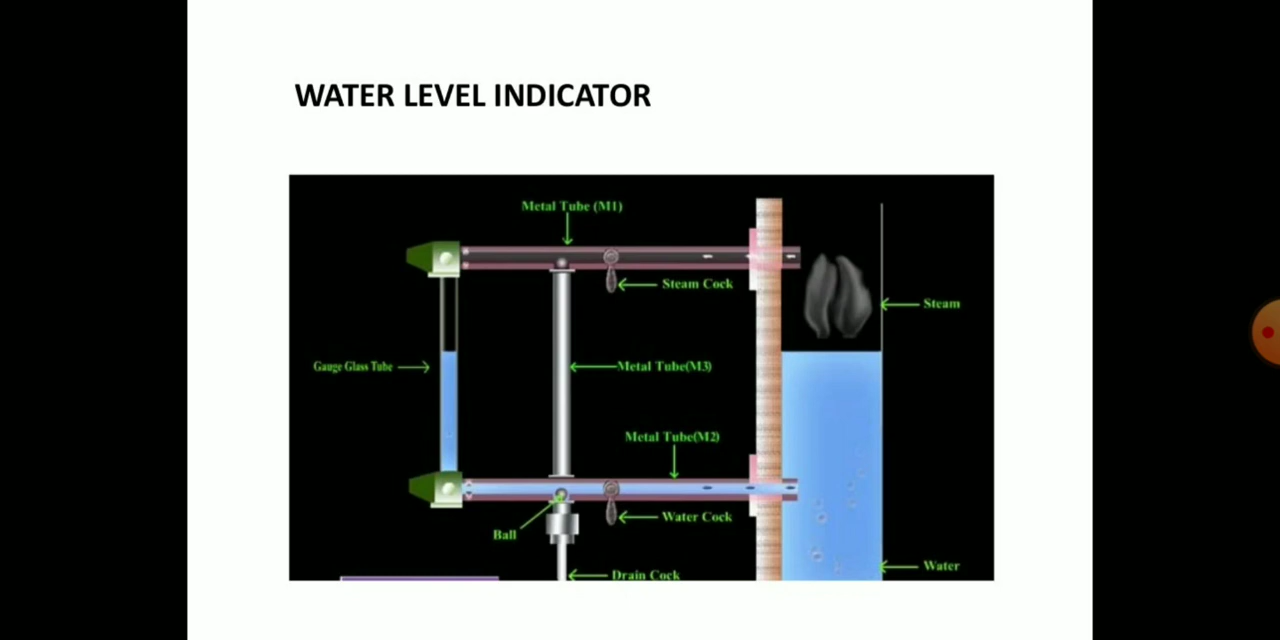 WATER LEVEL INDICATOR
Metal Tube (M1)
Steam Cock
Steam
Gauge Glass Tube
Metal Tube(M3)
Metal Tube(M2)
Water Cock
Ball
Water
Drain Cock